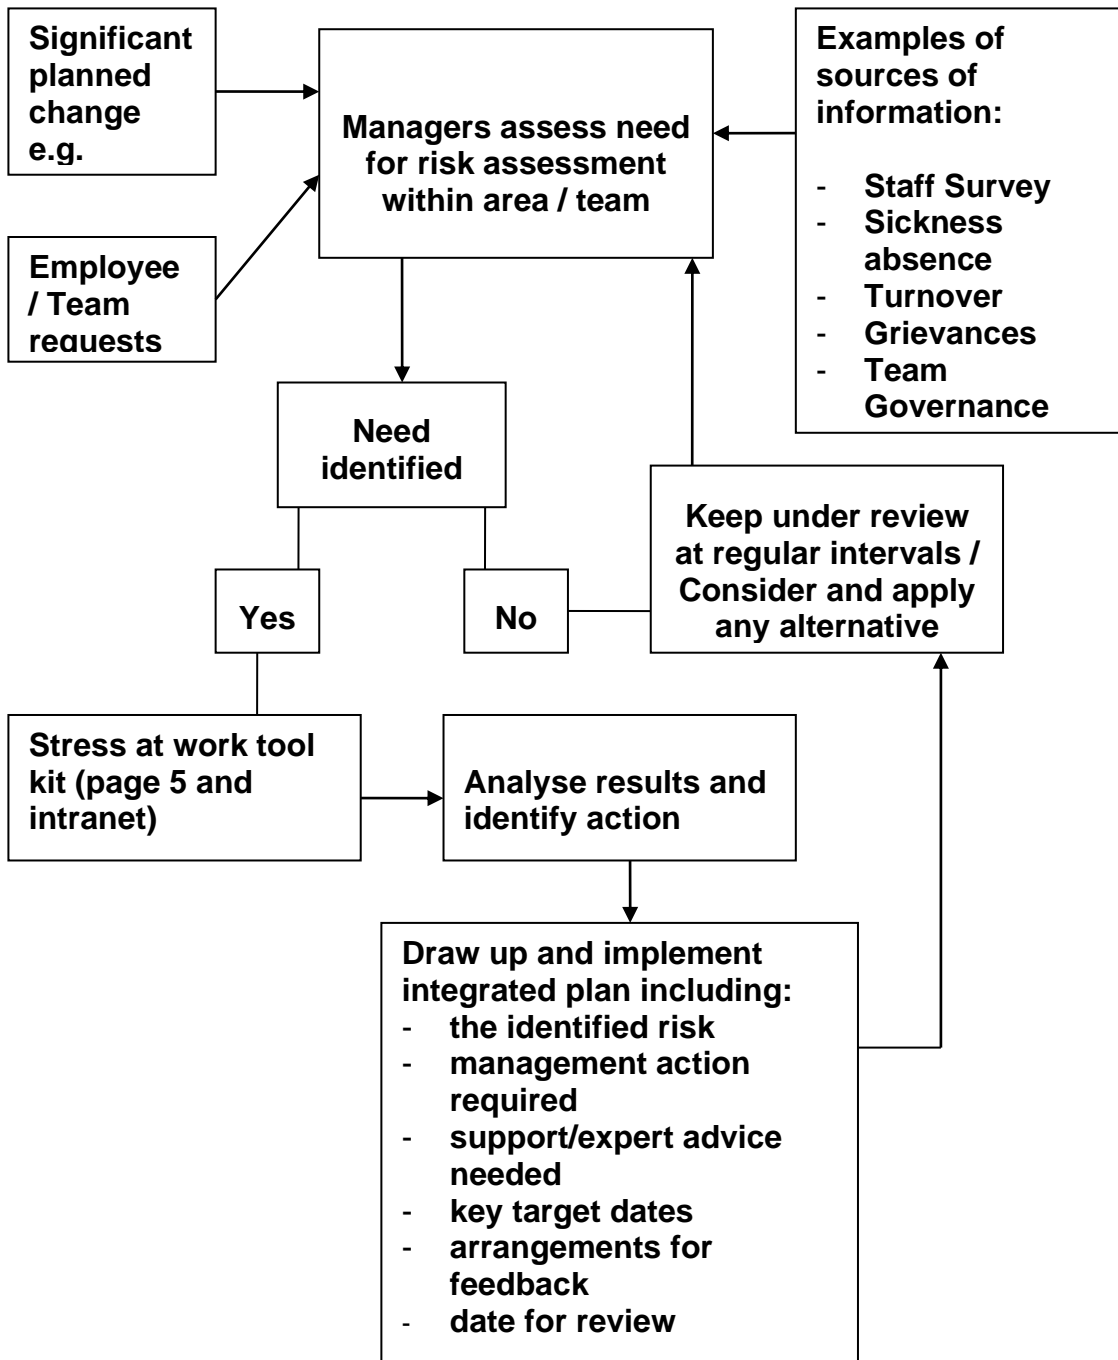 Significant
planned
change
e.g.
Managers assess need
for risk assessment
within area / team
Examples of
sources of
information:
- Staff Survey
- Sickness
absence
- Turnover
- Grievances
- Team
Governance
Employee
/ Team
requests
Need
identified
Keep under review
at regular intervals /
Consider and apply
any alternative
Yes
No
Stress at work tool
kit (page 5 and
intranet)
Analyse results and
identify action
Draw up and implement
integrated plan including:
- the identified risk
- management action
required
- support/expert advice
needed
- key target dates
- arrangements for
feedback
- date for review